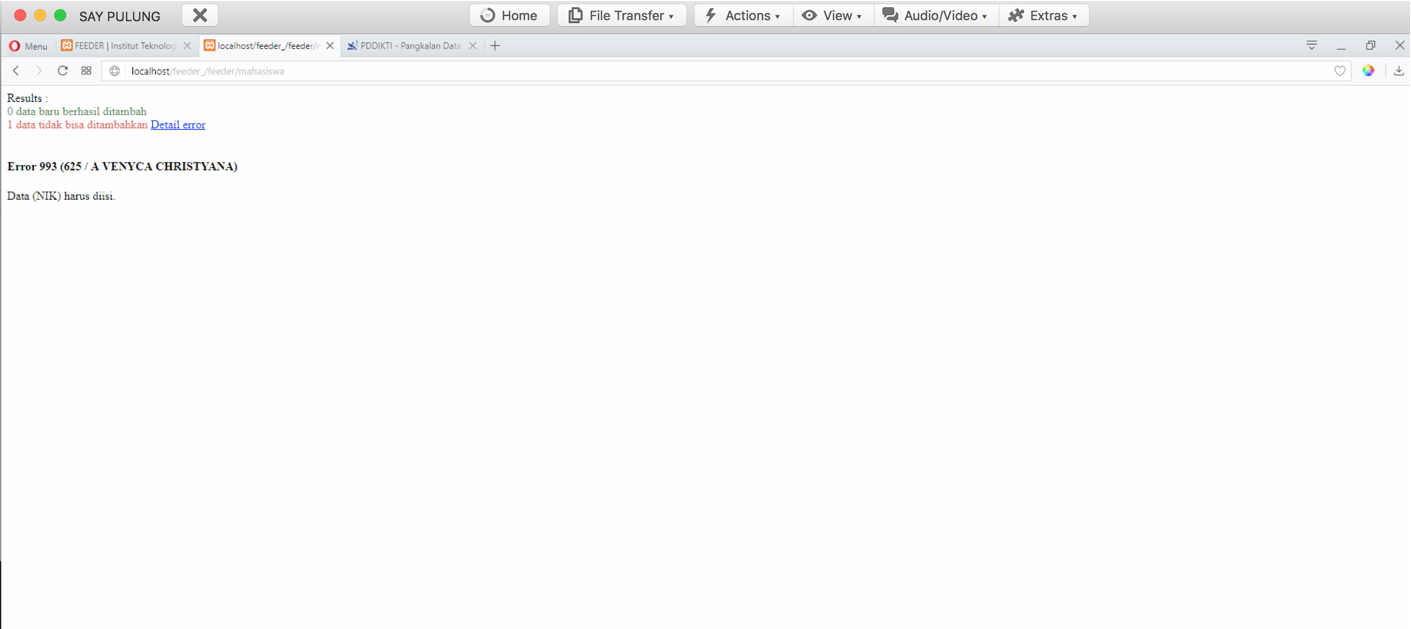 SAY PULUNG
Home
File Transfer
Actions
View
Audio/Video
Extras
Menu
FEEDER | Institut Teknolog
localhost/feeder_/feeder/m
PDDIKTI - Pangkalan Data
localhost/feeder_/feeder/mahasiswa
Results :
0 data baru berhasil ditambah
1 data tidak bisa ditambahkan Detail error
Error 993 (625 / A VENYCA CHRISTYANA)
Data (NIK) harus diisi.